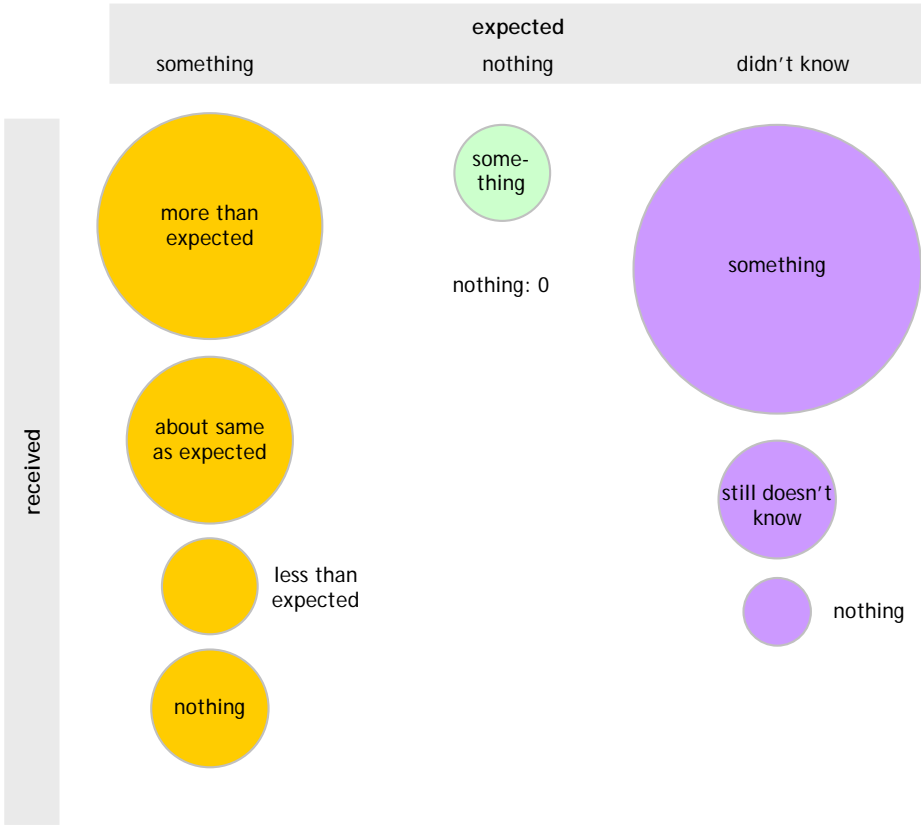 expected
something nothing didn't know
received
more than
expected
some-
thing
something
nothing: 0
about same
as expected
still doesn't
know
less than
expected
nothing
nothing